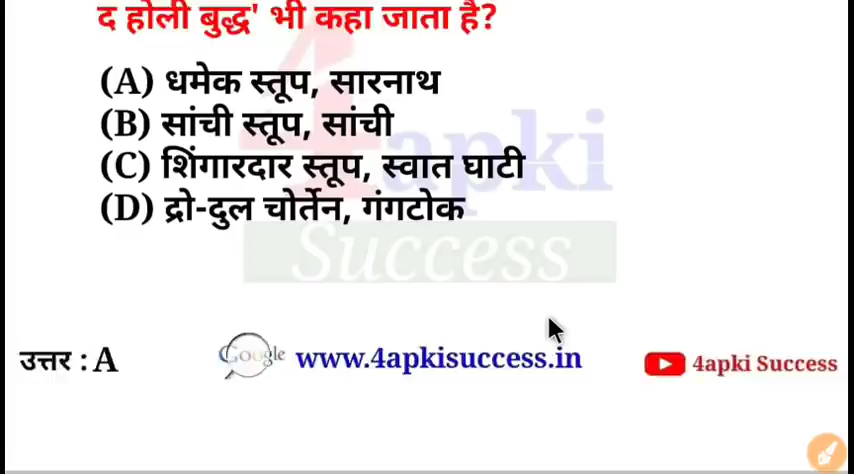 द होली बुद्ध' भी कहा जाता है?
(A) धमेक स्तूप, सारनाथ
(B) सांची स्तूप, सांची
(C) शिंगारदार स्तूप, स्वात घाटी
(D) द्रो-दुल चोर्तेन, गंगटोक
4apki
Success
उत्तर : A
Google
www.4apkisuccess.in
4apki Success